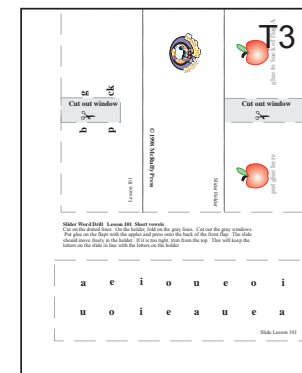 T3
b g
p ck
Cut out window
Lesson 101
© 1998 McRuffy Press
Slider Holder
glue to back of flap A
Cut out window
put glue here
Slider Word Drill Lesson 101 Short vowels
Cut on the dotted lines. On the holder, fold on the gray lines. Cut out the gray windows.
Put glue on the flaps with the apples and press onto the back of the front flap. The slide
should move freely in the holder. If it is too tight, trim from the top. This will keep the
letters on the slide in line with the letters on the holder.
a e i o u e o i
u o i e a u e a
Slide Lesson 101